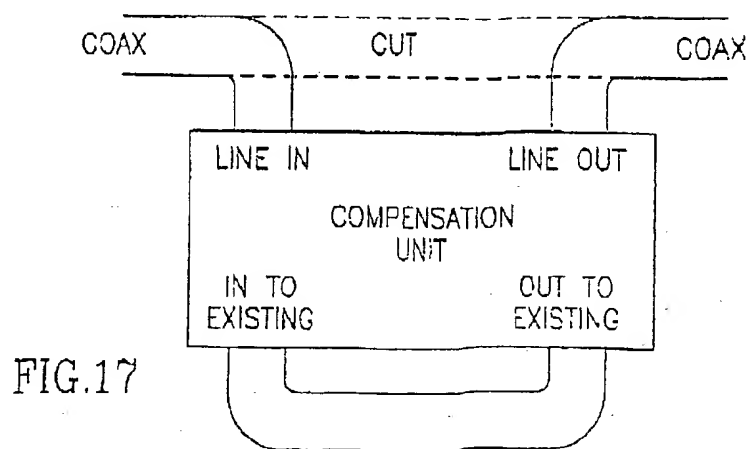 COAX CUT COAX
LINE IN LINE OUT
COMPENSATION
UNIT
IN TO OUT TO
EXISTING EXISTING
FIG.17